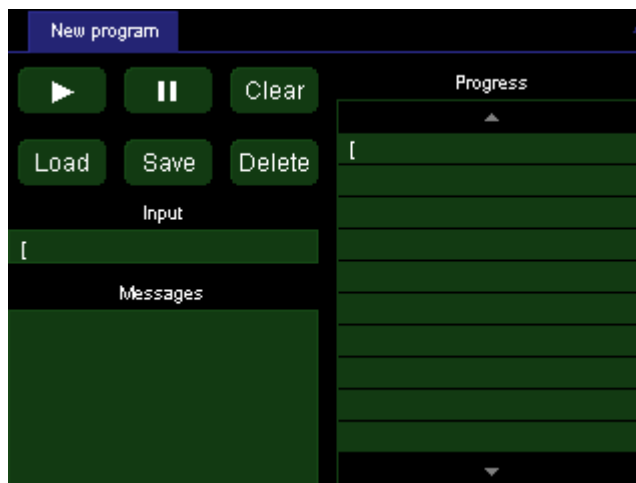 New program
Clear
Load
Save
Delete
Input
[
Messages
Progress
[